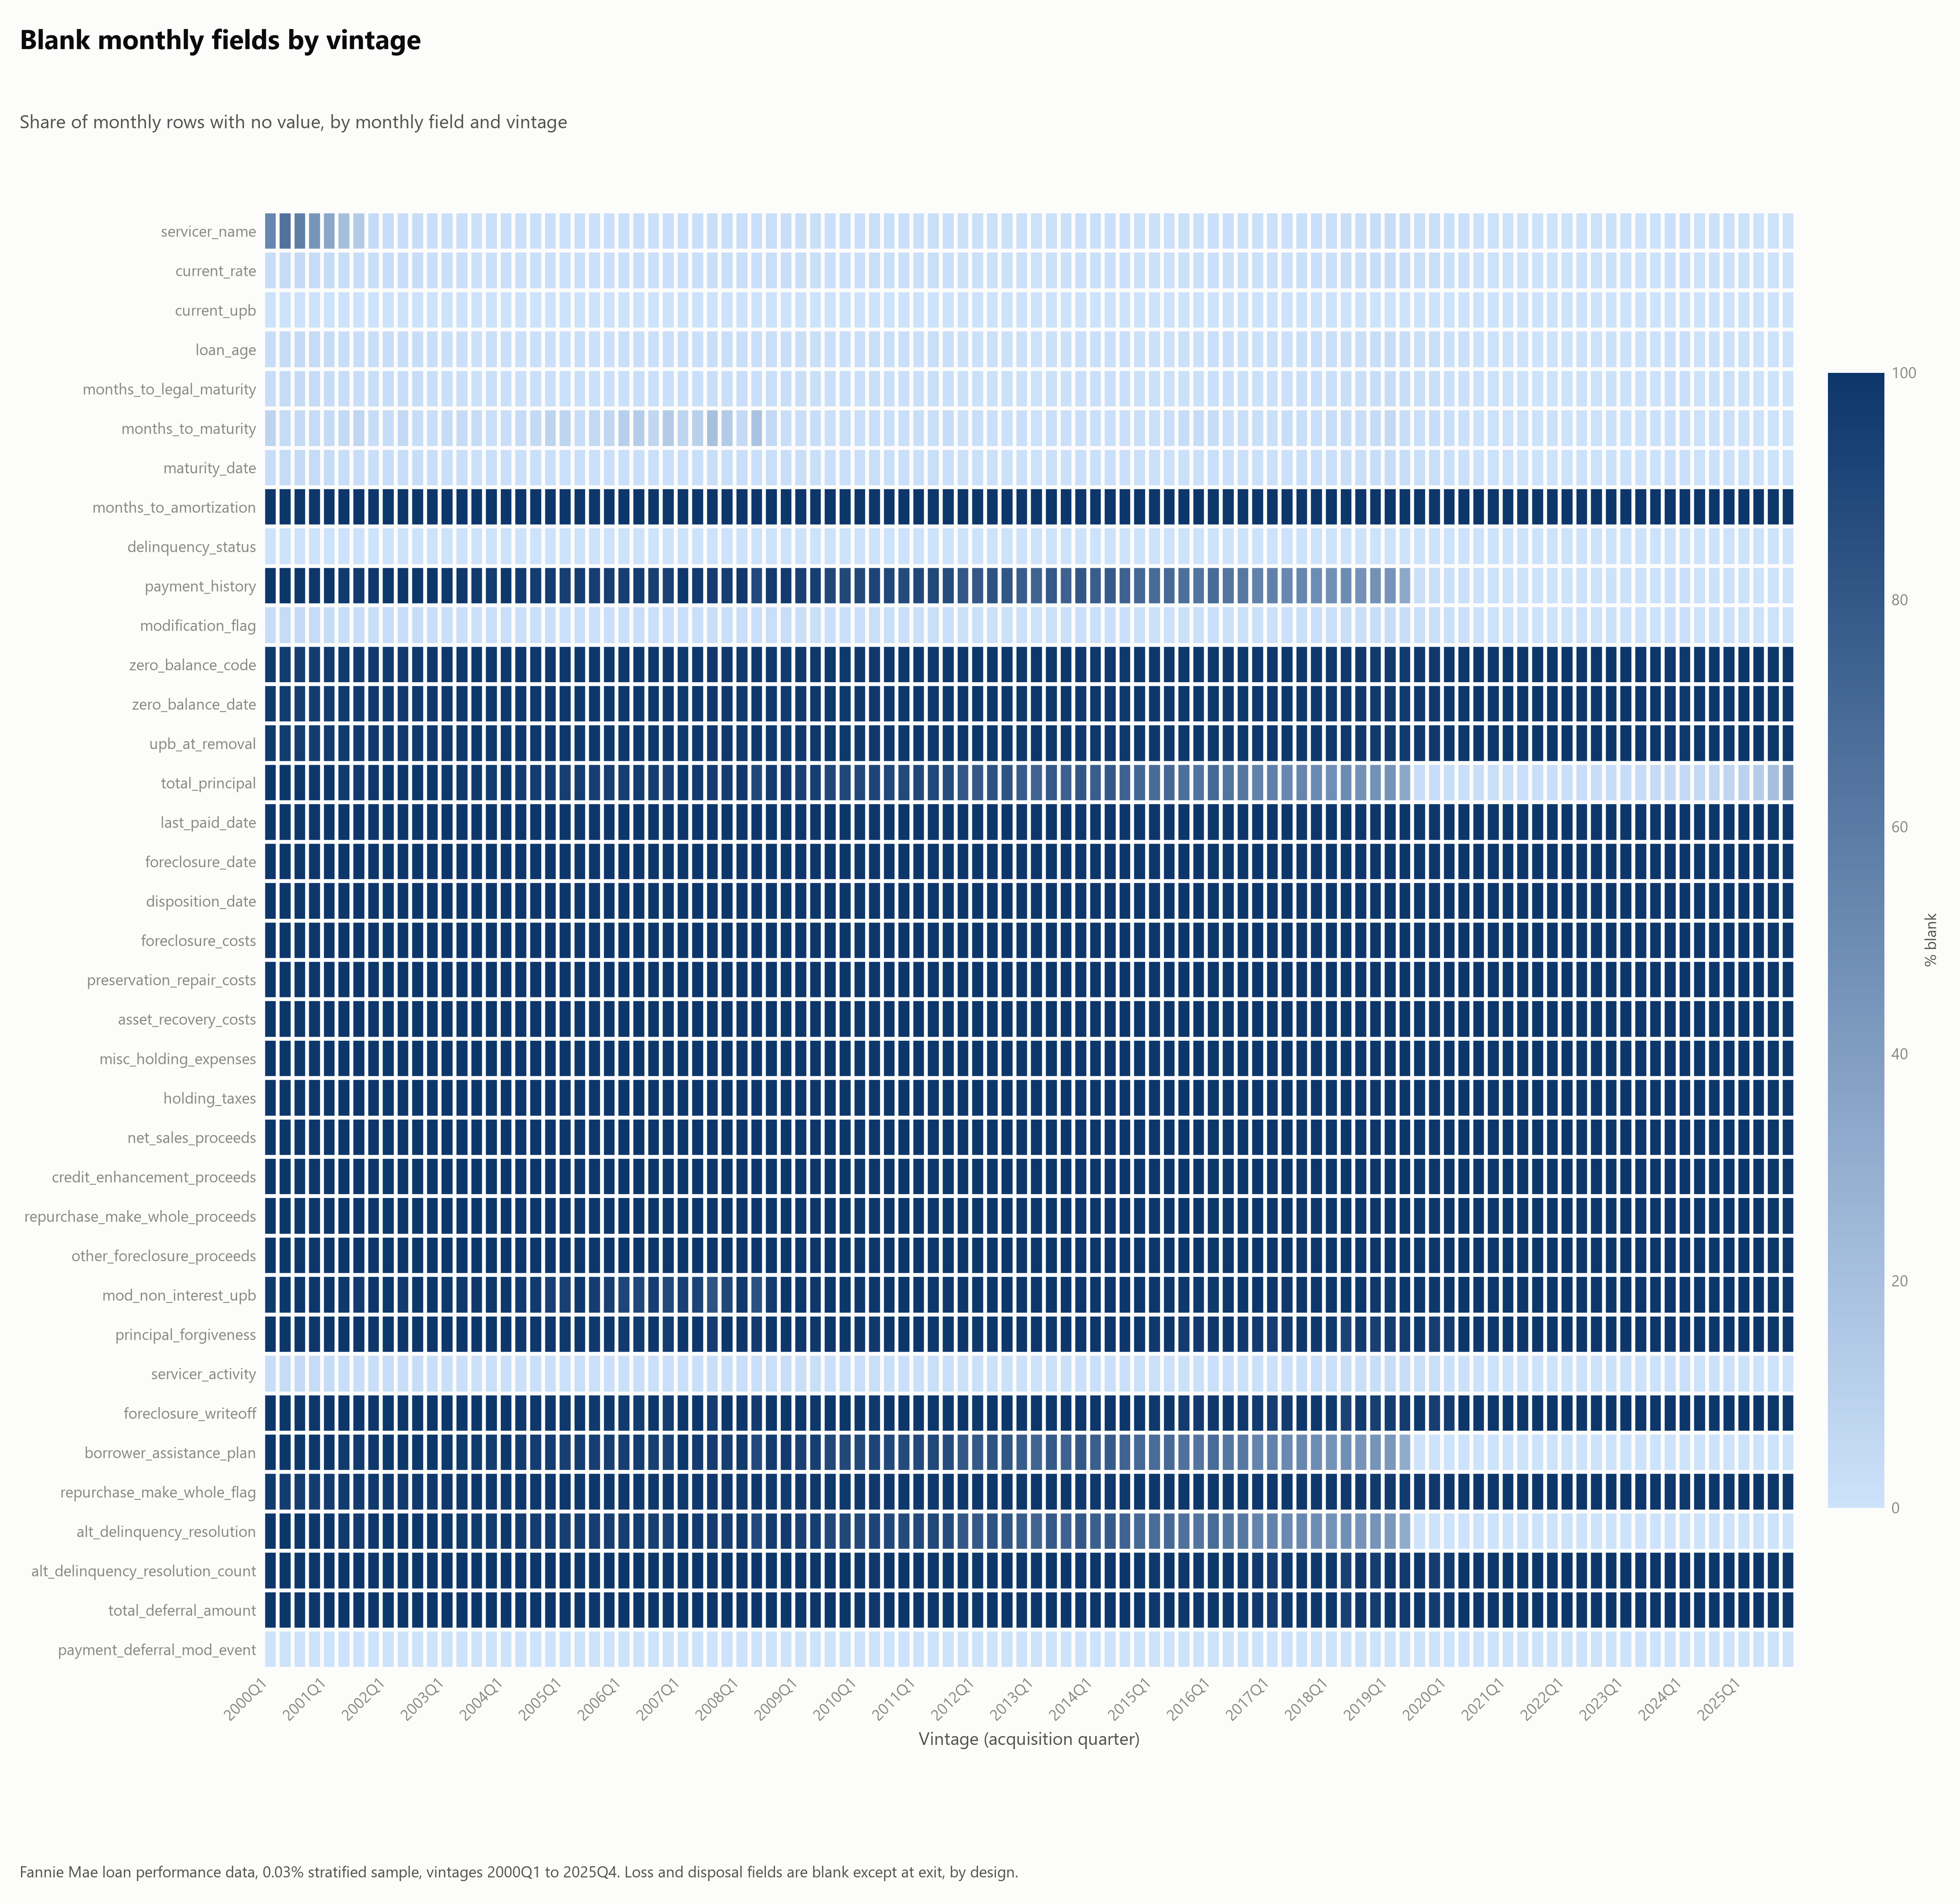 Blank monthly fields by vintage
Share of monthly rows with no value, by monthly field and vintage
servicer_name
current_rate
current_upb
loan_age
months_to_legal_maturity
months_to_maturity
maturity_date
months_to_amortization
delinquency_status
payment_history
modification_flag
zero_balance_code
zero_balance_date
upb_at_removal
total_principal
last_paid_date
foreclosure_date
disposition_date
foreclosure_costs
preservation_repair_costs
asset_recovery_costs
misc_holding_expenses
holding_taxes
net_sales_proceeds
credit_enhancement_proceeds
repurchase_make_whole_proceeds
other_foreclosure_proceeds
mod_non_interest_upb
principal_forgiveness
servicer_activity
foreclosure_writeoff
borrower_assistance_plan
repurchase_make_whole_flag
alt_delinquency_resolution
alt_delinquency_resolution_count
total_deferral_amount
payment_deferral_mod_event
2000Q1
2001Q1
2002Q1
2003Q1
2004Q1
2005Q1
2006Q1
2007Q1
2008Q1
2009Q1
2010Q1
2011Q1
2012Q1
2013Q1
2014Q1
2015Q1
2016Q1
2017Q1
2018Q1
2019Q1
2020Q1
2021Q1
2022Q1
2023Q1
2024Q1
2025Q1
Vintage (acquisition quarter)
100
80
60
40
20
0
% blank
Fannie Mae loan performance data, 0.03% stratified sample, vintages 2000Q1 to 2025Q4. Loss and disposal fields are blank except at exit, by design.